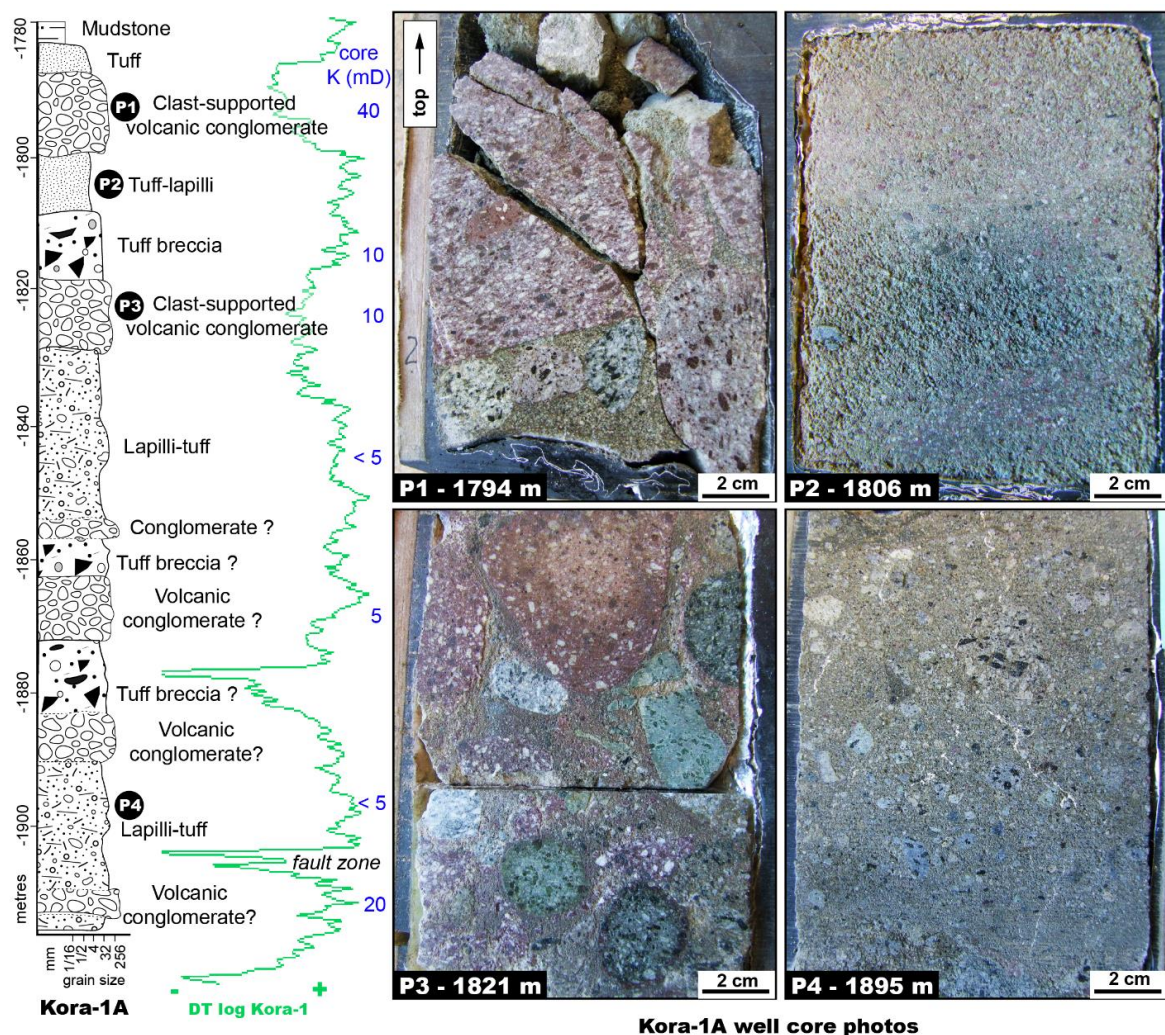 -1780
-1800
-1820
-1840
-1860
-1880
-1900
metres
Mudstone
Tuff
P1 Clast-supported
volcanic conglomerate
P2 Tuff-lapilli
Tuff breccia
P3 Clast-supported
volcanic conglomerate
Lapilli-tuff
Conglomerate ?
Tuff breccia ?
Volcanic
conglomerate ?
Tuff breccia ?
Volcanic
conglomerate?
P4
Lapilli-tuff
fault zone
Volcanic
conglomerate?
mm 1/16 1/2 4 32 256
grain size
Kora-1A
core
K (mD)
40
10
10
< 5
5
< 5
20
- +
DT log Kora-1
top
2
P1 - 1794 m
2 cm
P2 - 1806 m
2 cm
P3 - 1821 m
2 cm
P4 - 1895 m
2 cm
Kora-1A well core photos